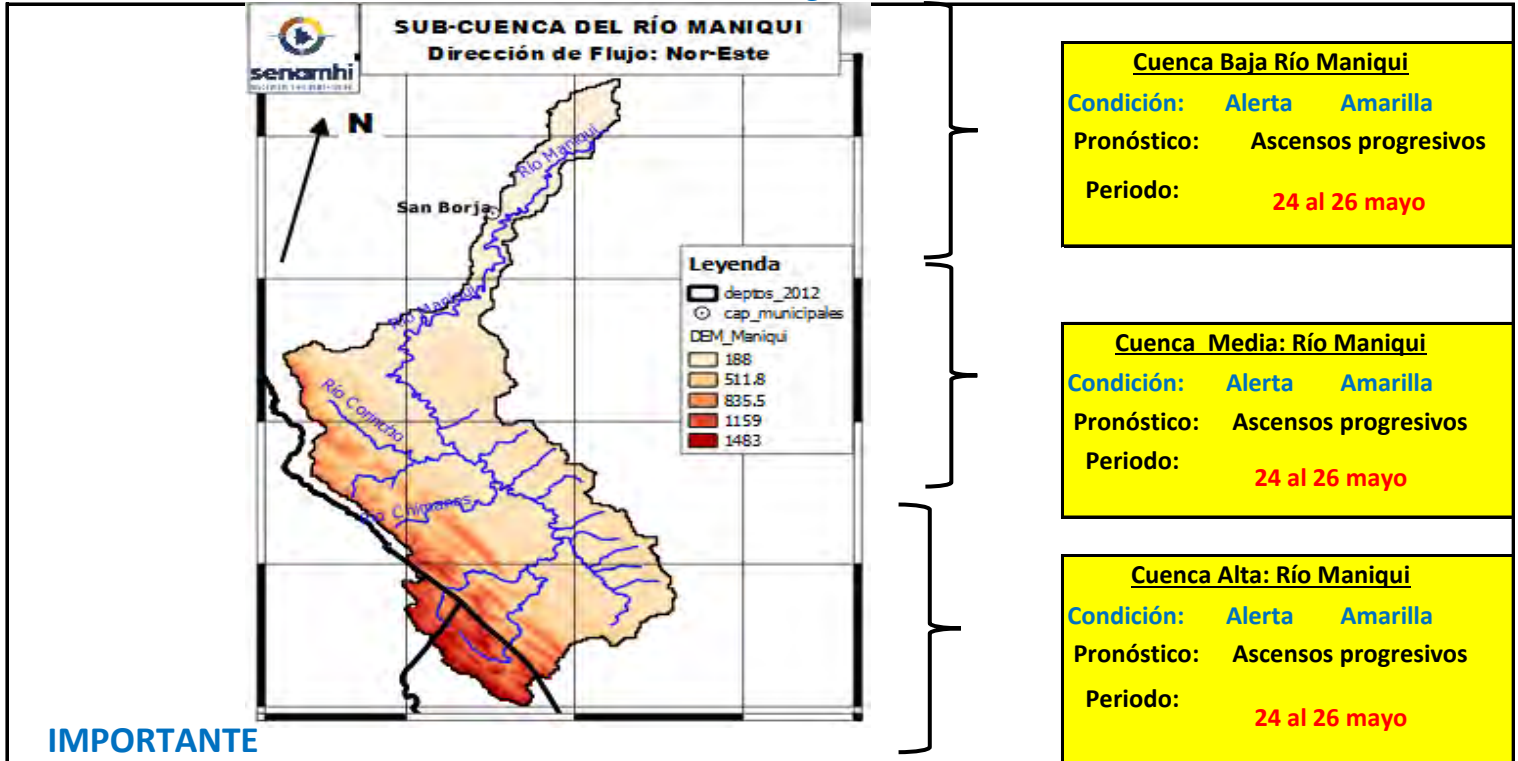 SUB-CUENCA DEL RÍO MANIQUI
Dirección de Flujo: Nor-Este
senamhi
N
Río Maniqui
San Borja
Río Maniqui
Río Corincho
Río Chimanes
Leyenda
deptos_2012
cap_municipales
DEM_Maniqui
188
511.8
835.5
1159
1483
Cuenca Baja Río Maniqui
Condición: Alerta Amarilla
Pronóstico: Ascensos progresivos
Periodo: 24 al 26 mayo
Cuenca Media: Río Maniqui
Condición: Alerta Amarilla
Pronóstico: Ascensos progresivos
Periodo: 24 al 26 mayo
Cuenca Alta: Río Maniqui
Condición: Alerta Amarilla
Pronóstico: Ascensos progresivos
Periodo: 24 al 26 mayo
IMPORTANTE